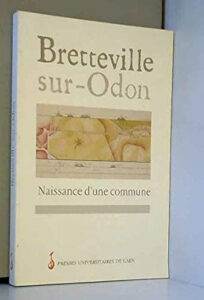 Bretteville
sur-Odon
Naissance d'une commune
PRESSES UNIVERSITAIRES DE CAEN